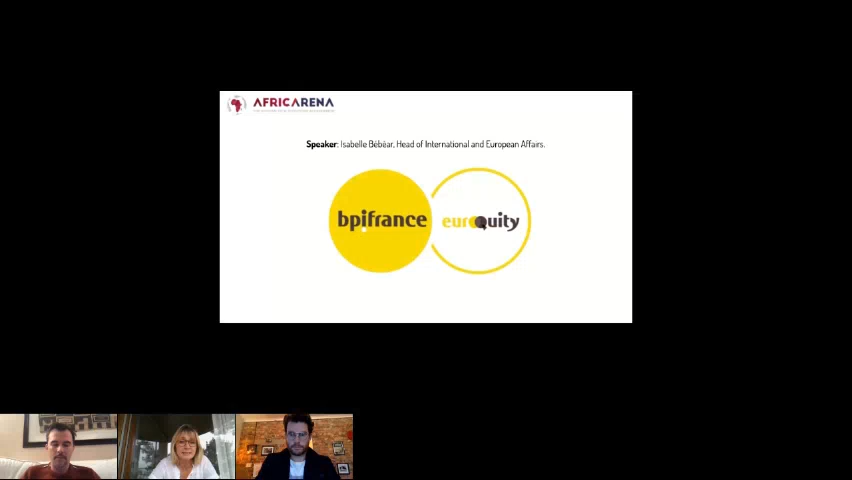 AFRICARENA
Speaker: Isabelle Bébéar, Head of International and European Affairs.
bpifrance
euroQuity